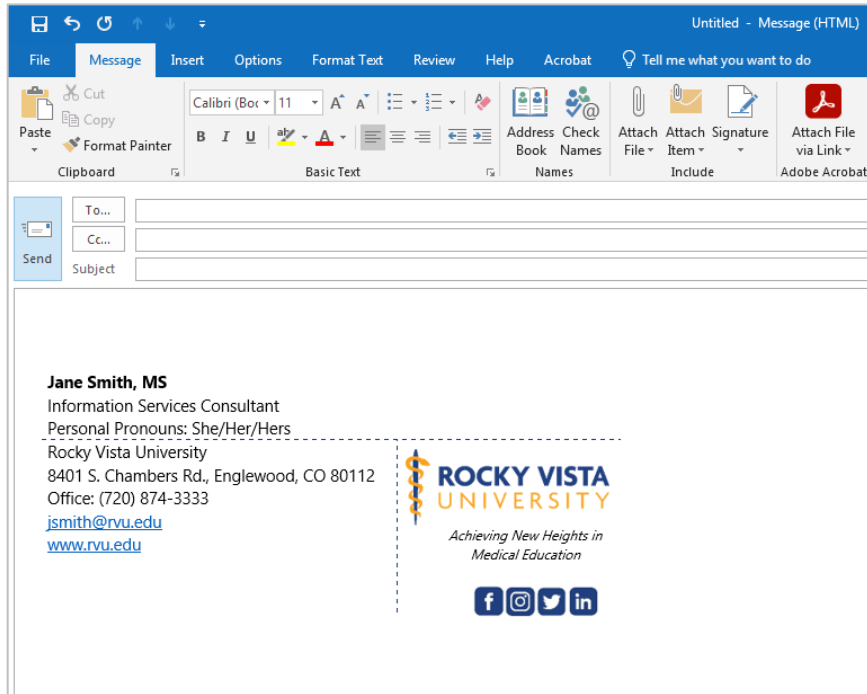 Untitled - Message (HTML)
File Message Insert Options Format Text Review Help Acrobat Tell me what you want to do
Cut
Copy
Format Painter
Paste
Clipboard
Calibri (Boc 11
B I U
Basic Text
Address Book
Check Names
Names
Attach File
Attach Item
Signature
Include
Attach File via Link
Adobe Acrobat
Send
To...
Cc...
Subject
Jane Smith, MS
Information Services Consultant
Personal Pronouns: She/Her/Hers
Rocky Vista University
8401 S. Chambers Rd., Englewood, CO 80112
Office: (720) 874-3333
jsmith@rvu.edu
www.rvu.edu
ROCKY VISTA
UNIVERSITY
Achieving New Heights in
Medical Education